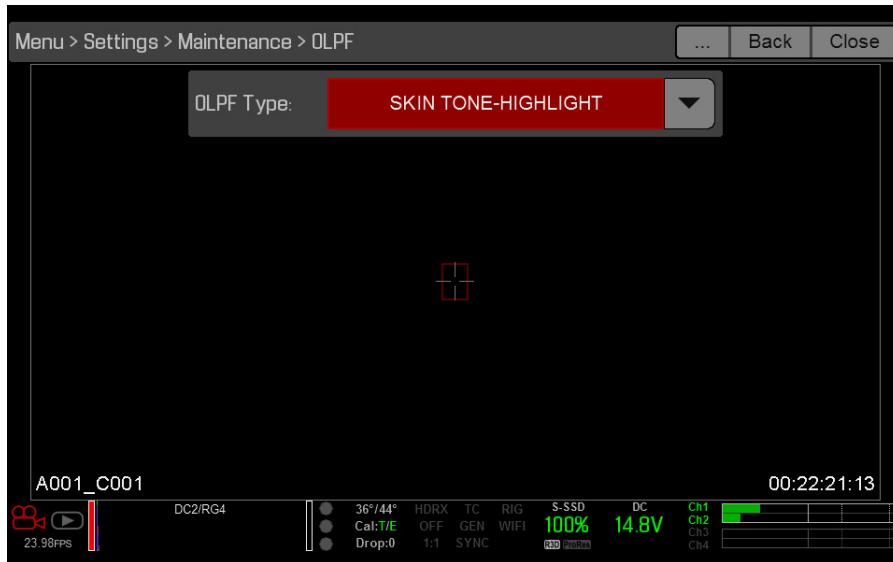 Menu > Settings > Maintenance > OLPF ... Back Close
OLPF Type: SKIN TONE-HIGHLIGHT
A001_C001 00:22:21:13
DC2/RG4 36°/44° HDRX TC RIG S-SSD DC Ch1
Cal:T/E OFF GEN WIFI 100% 14.8V Ch2
23.98FPS Drop:0 1:1 SYNC R3D ProRes Ch3
Ch4